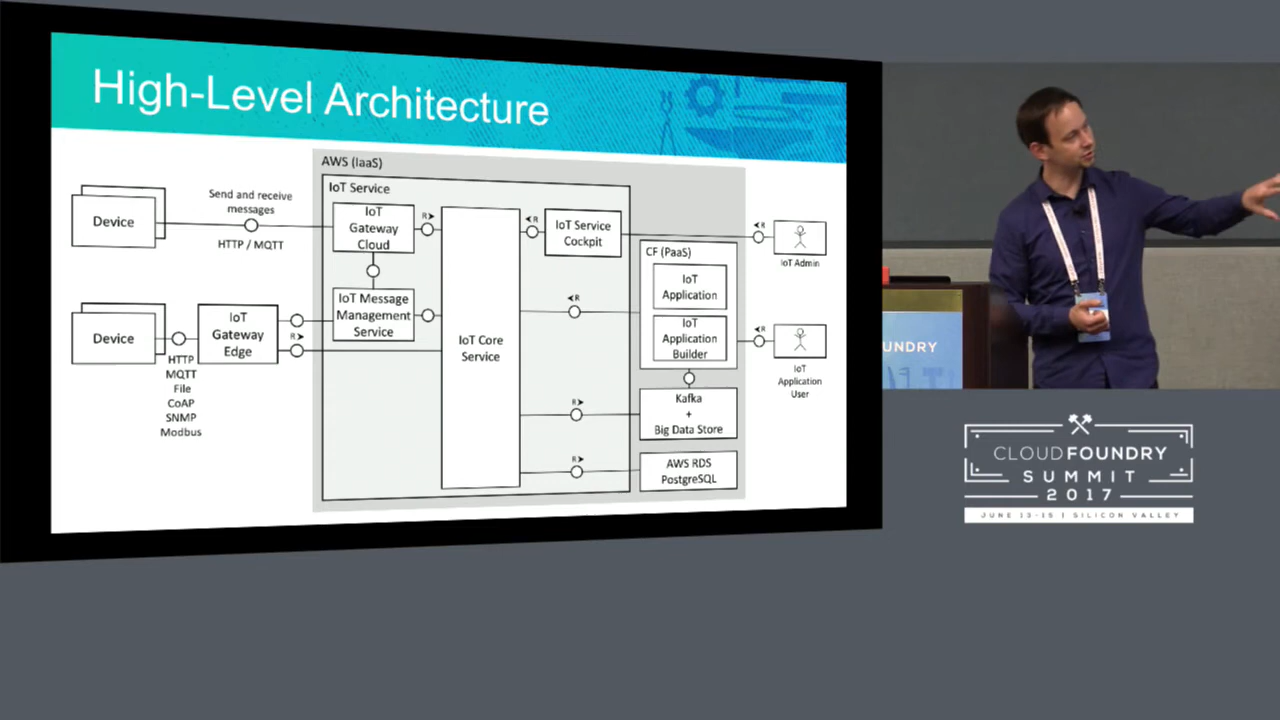 High-Level Architecture
AWS (IaaS)
IoT Service
Device
Send and receive
messages
HTTP / MQTT
IoT
Gateway
Cloud
R
IoT Message
Management
Service
Device
HTTP
MQTT
File
CoAP
SNMP
Modbus
IoT
Gateway
Edge
R
IoT Core
Service
R
IoT Service
Cockpit
R
R
R
CF (PaaS)
IoT
Application
IoT
Application
Builder
Kafka
+
Big Data Store
AWS RDS
PostgreSQL
R
IoT Admin
R
IoT
Application
User
UNDRY
CLOUDFOUNDRY
SUMMIT
2017
JUNE 13-15 | SILICON VALLEY